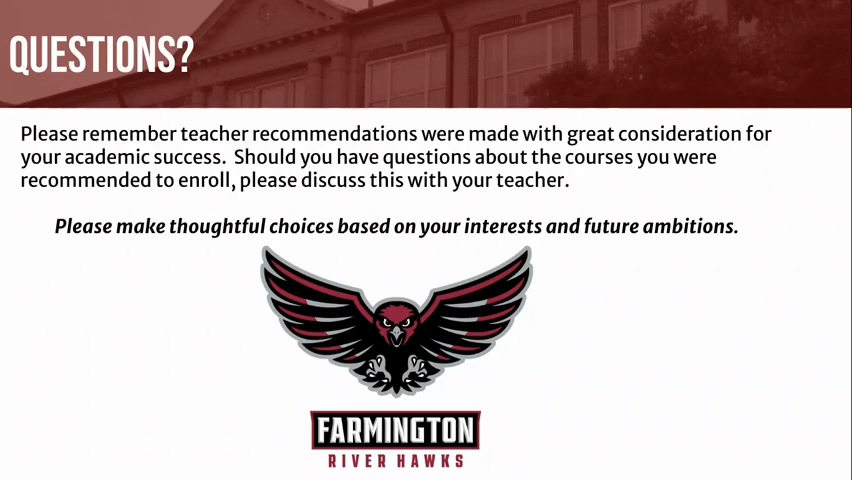 QUESTIONS?
Please remember teacher recommendations were made with great consideration for
your academic success.  Should you have questions about the courses you were
recommended to enroll, please discuss this with your teacher.
Please make thoughtful choices based on your interests and future ambitions.
FARMINGTON
RIVER HAWKS